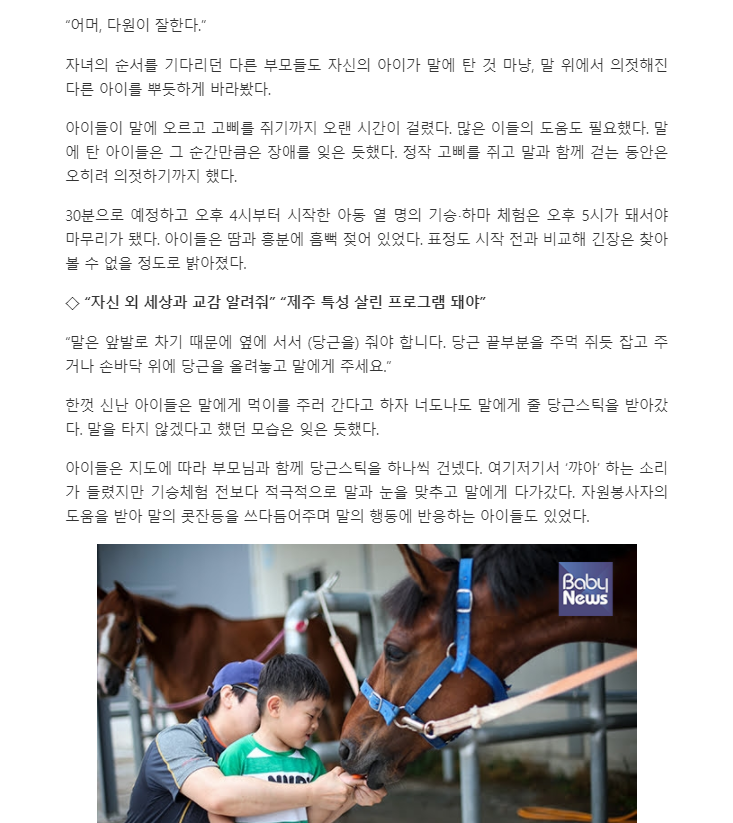 “어머, 다원이 잘한다.”
자녀의 순서를 기다리던 다른 부모들도 자신의 아이가 말에 탄 것 마냥, 말 위에서 의젓해진
다른 아이를 뿌듯하게 바라봤다.
아이들이 말에 오르고 고삐를 쥐기까지 오랜 시간이 걸렸다. 많은 이들의 도움도 필요했다. 말
에 탄 아이들은 그 순간만큼은 장애를 잊은 듯했다. 정작 고삐를 쥐고 말과 함께 걷는 동안은
오히려 의젓하기까지 했다.
30분으로 예정하고 오후 4시부터 시작한 아동 열 명의 기승·하마 체험은 오후 5시가 돼서야
마무리가 됐다. 아이들은 땀과 흥분에 흠뻑 젖어 있었다. 표정도 시작 전과 비교해 긴장은 찾아
볼 수 없을 정도로 밝아졌다.
◇ “자신 외 세상과 교감 알려줘” “제주 특성 살린 프로그램 돼야”
“말은 앞발로 차기 때문에 옆에 서서 (당근을) 줘야 합니다. 당근 끝부분을 주먹 쥐듯 잡고 주
거나 손바닥 위에 당근을 올려놓고 말에게 주세요.”
한껏 신난 아이들은 말에게 먹이를 주러 간다고 하자 너도나도 말에게 줄 당근스틱을 받아갔
다. 말을 타지 않겠다고 했던 모습은 잊은 듯했다.
아이들은 지도에 따라 부모님과 함께 당근스틱을 하나씩 건넸다. 여기저기서 ‘꺄아’ 하는 소리
가 들렸지만 기승체험 전보다 적극적으로 말과 눈을 맞추고 말에게 다가갔다. 자원봉사자의
도움을 받아 말의 콧잔등을 쓰다듬어주며 말의 행동에 반응하는 아이들도 있었다.
Baby
News